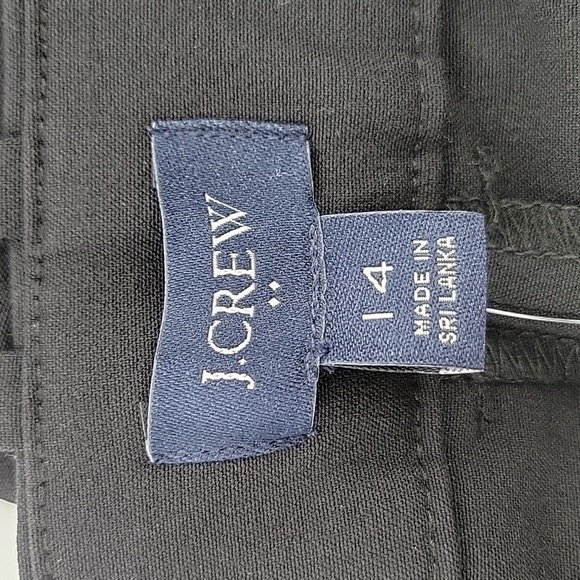 J.CREW
14
MADE IN
SRI LANKA